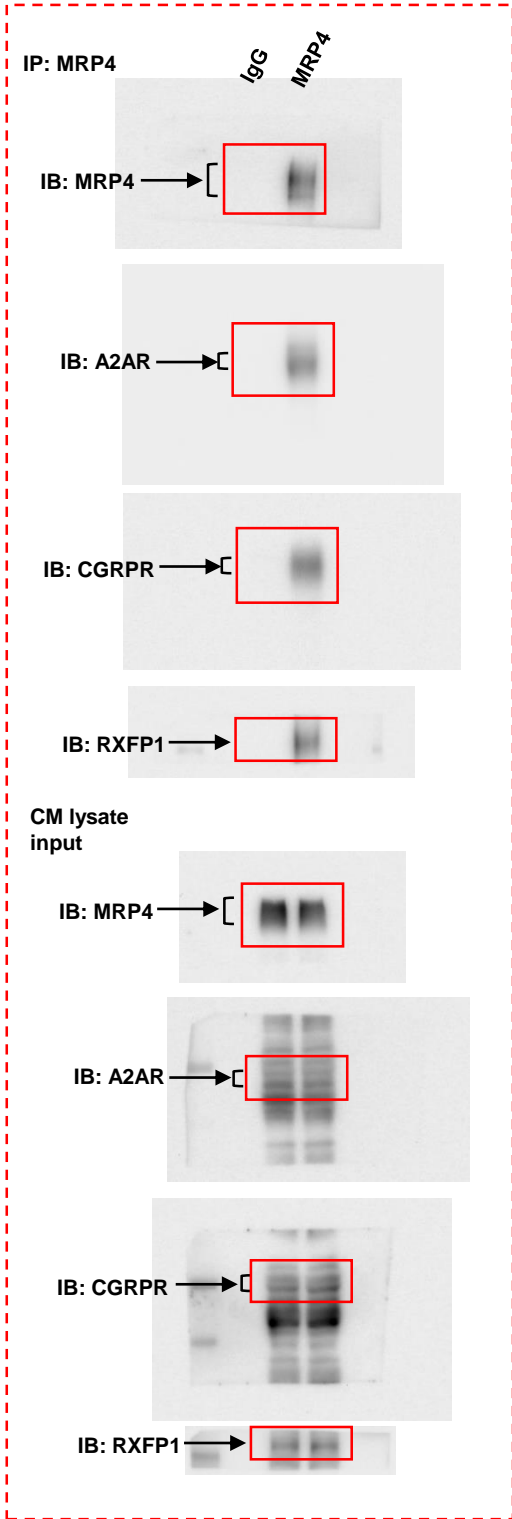 IP: MRP4
IgG
MRP4
IB: MRP4
IB: A2AR
IB: CGRPR
IB: RXFP1
CM lysate
input
IB: MRP4
IB: A2AR
IB: CGRPR
IB: RXFP1